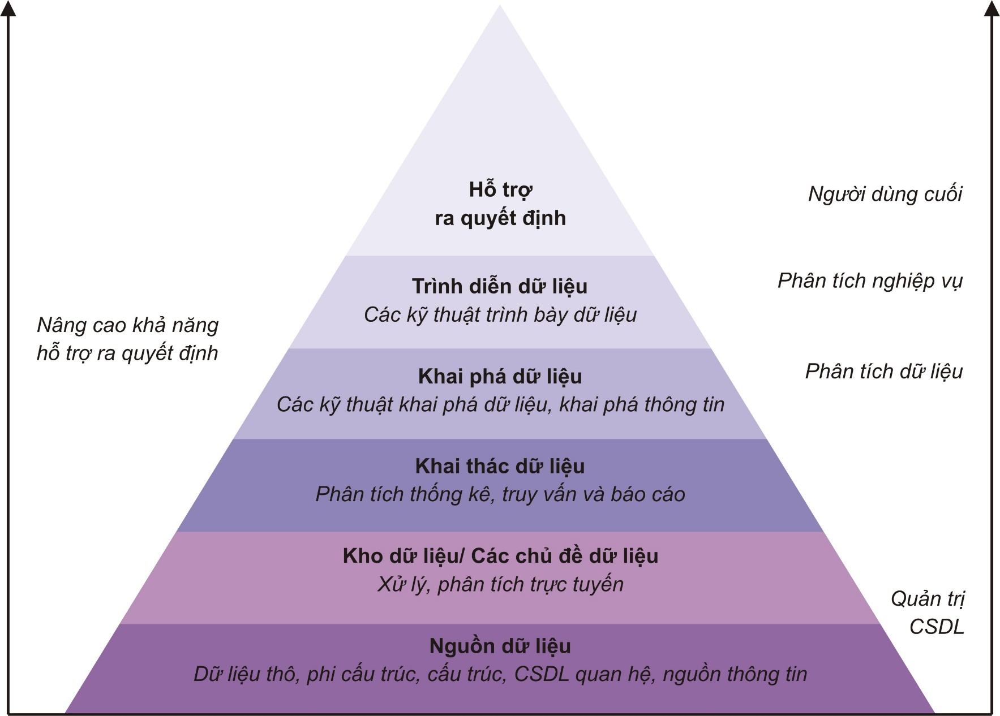 Hỗ trợ
ra quyết định
Người dùng cuối
Trình diễn dữ liệu
Các kỹ thuật trình bày dữ liệu
Phân tích nghiệp vụ
Nâng cao khả năng
hỗ trợ ra quyết định
Khai phá dữ liệu
Các kỹ thuật khai phá dữ liệu, khai phá thông tin
Phân tích dữ liệu
Khai thác dữ liệu
Phân tích thống kê, truy vấn và báo cáo
Kho dữ liệu/ Các chủ đề dữ liệu
Xử lý, phân tích trực tuyến
Quản trị
CSDL
Nguồn dữ liệu
Dữ liệu thô, phi cấu trúc, cấu trúc, CSDL quan hệ, nguồn thông tin